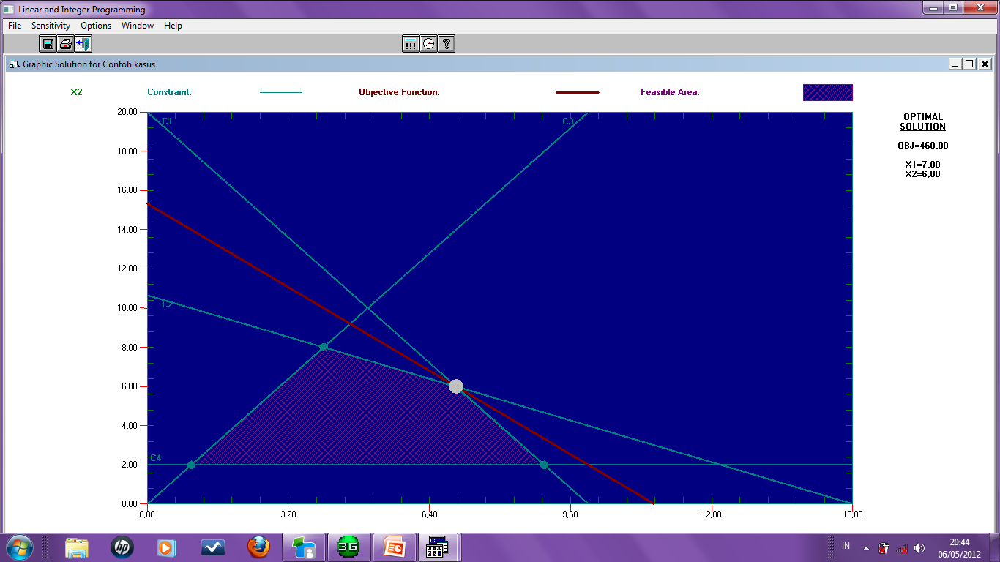 Linear and Integer Programming
File Sensitivity Options Window Help
Graphic Solution for Contoh kasus
X2 Constraint: Objective Function: Feasible Area:
OPTIMAL
SOLUTION
OBJ=460,00
X1=7,00
X2=6,00
20,00
18,00
16,00
14,00
12,00
10,00
8,00
6,00
4,00
2,00
0,00
C1
C3
C2
C4
0,00 3,20 6,40 9,60 12,80 16,00
hp
3G
IN
20:44
06/05/2012